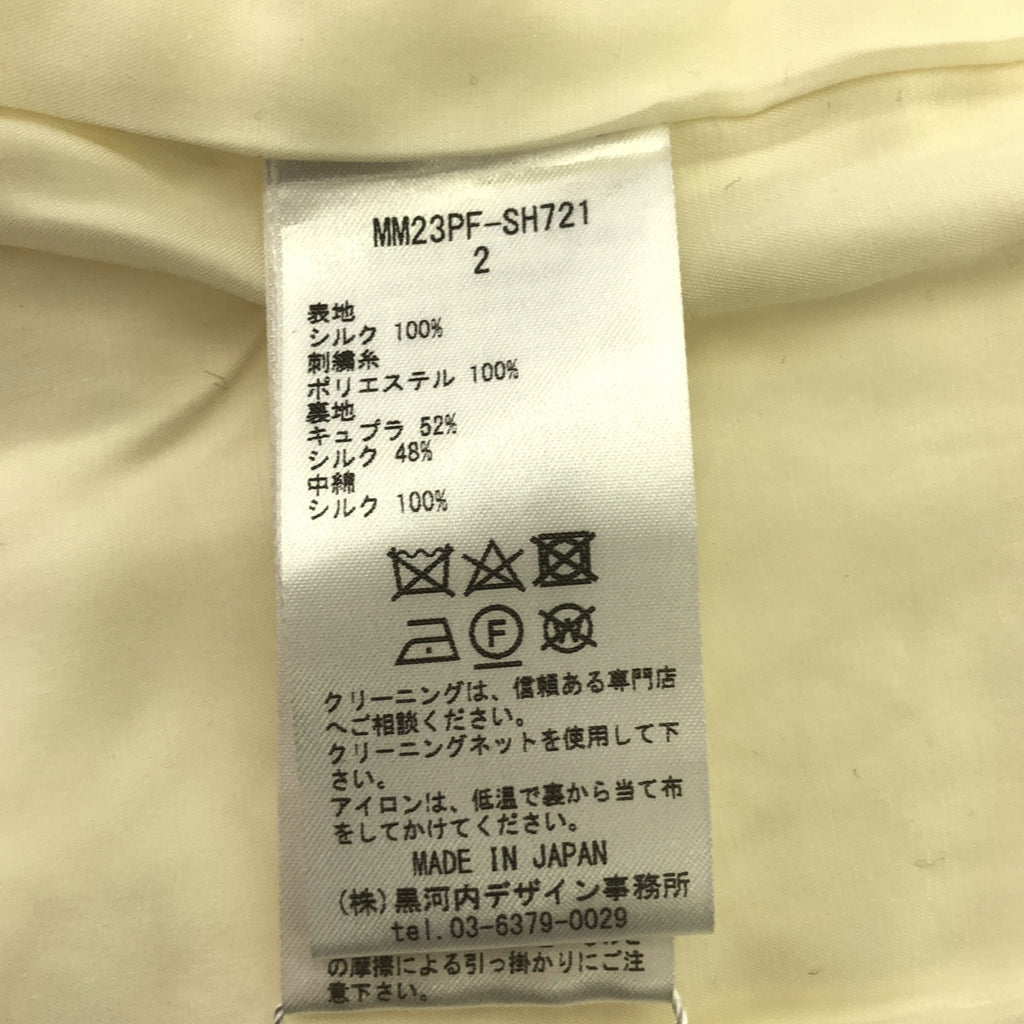 MM23PF-SH721
2
表地
シルク 100%
刺繍糸
ポリエステル 100%
裏地
キュプラ 52%
シルク 48%
中綿
シルク 100%
F
W
クリーニングは、信頼ある専門店
へご相談ください。
クリーニングネットを使用して下
さい。
アイロンは、低温で裏から当て布
をしてかけてください。
MADE IN JAPAN
(株)黒河内デザイン事務所
tel.03-6379-0029
の摩擦による引っ掛かりにご注
意下さい。